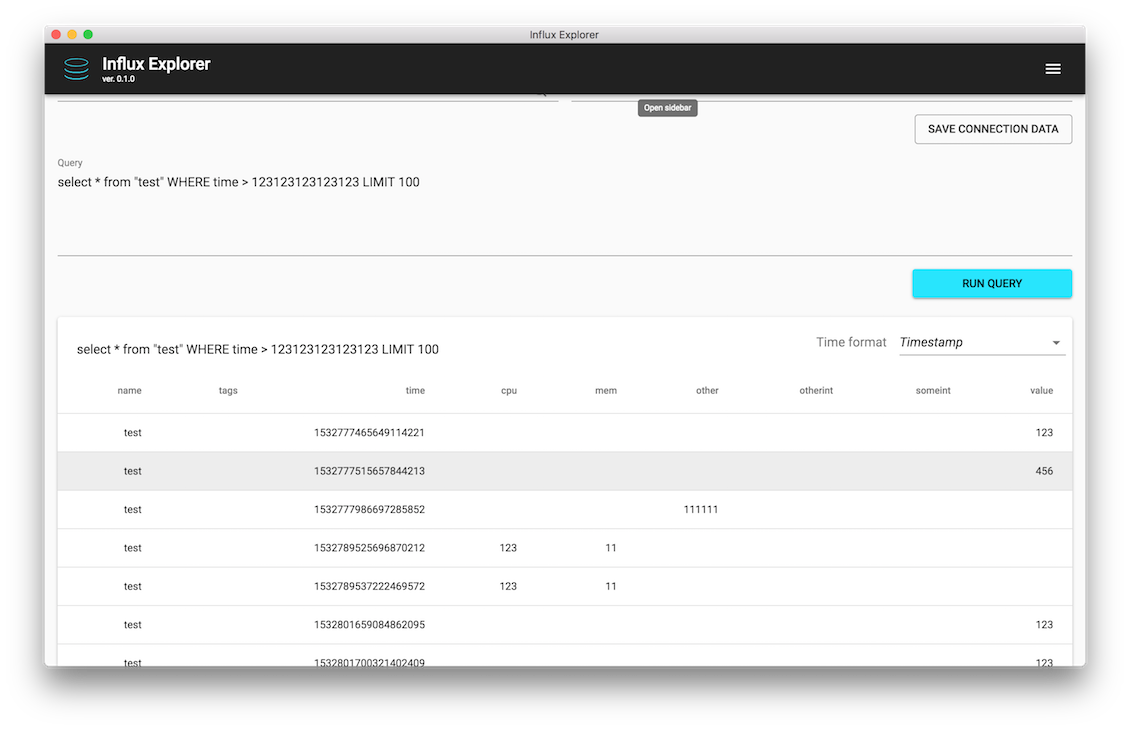 Influx Explorer
Influx Explorer
ver. 0.1.0
Open sidebar
SAVE CONNECTION DATA
Query
select * from "test" WHERE time > 123123123123123 LIMIT 100
RUN QUERY
select * from "test" WHERE time > 123123123123123 LIMIT 100
Time format Timestamp
name tags time cpu mem other otherint someint value
test 1532777465649114221 123
test 1532777515657844213 456
test 1532777986697285852 111111
test 1532789525696870212 123 11
test 1532789537222469572 123 11
test 1532801659084862095 123
test 1532801700321402409 123